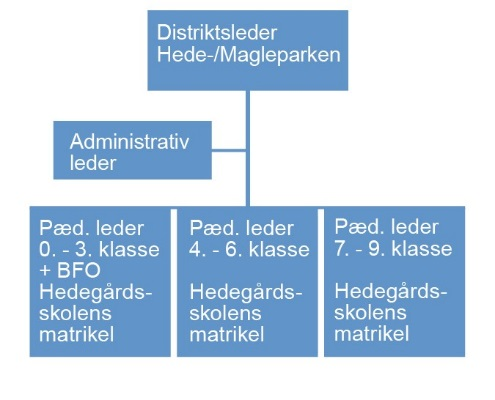 Distriktsleder
Hede-/Magleparken
Administrativ
leder
Pæd. leder
0. - 3. klasse
+ BFO
Hedegårds-
skolens
matrikel
Pæd. leder
4. - 6. klasse
Hedegårds-
skolens
matrikel
Pæd. leder
7. - 9. klasse
Hedegårds-
skolens
matrikel